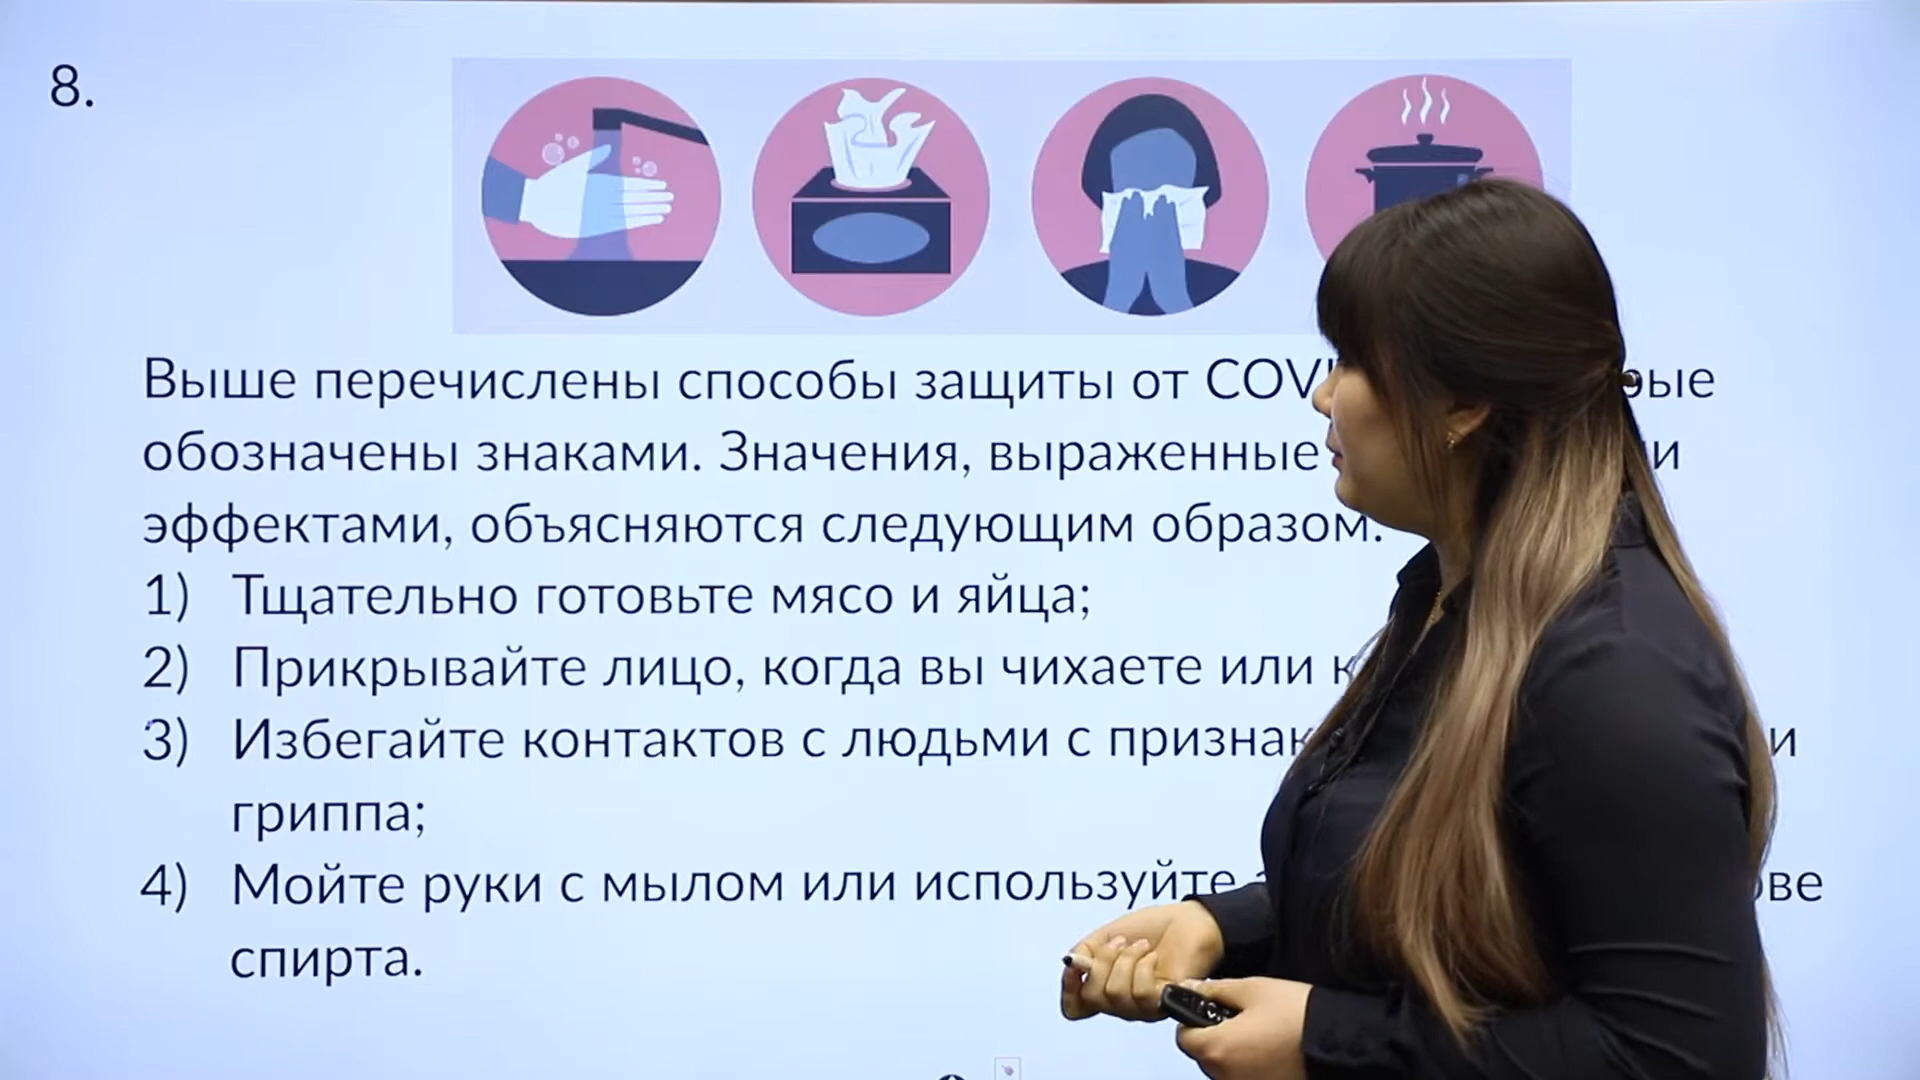 8.
Выше перечислены способы защиты от
обозначены знаками. Значения, выраженные
эффектами, объясняются следующим образом.
1) Тщательно готовьте мясо и яйца;
2) Прикрывайте лицо, когда вы чихаете или
3) Избегайте контактов с людьми с и
гриппа;
4) Мойте руки с мылом или используйте
спирта.